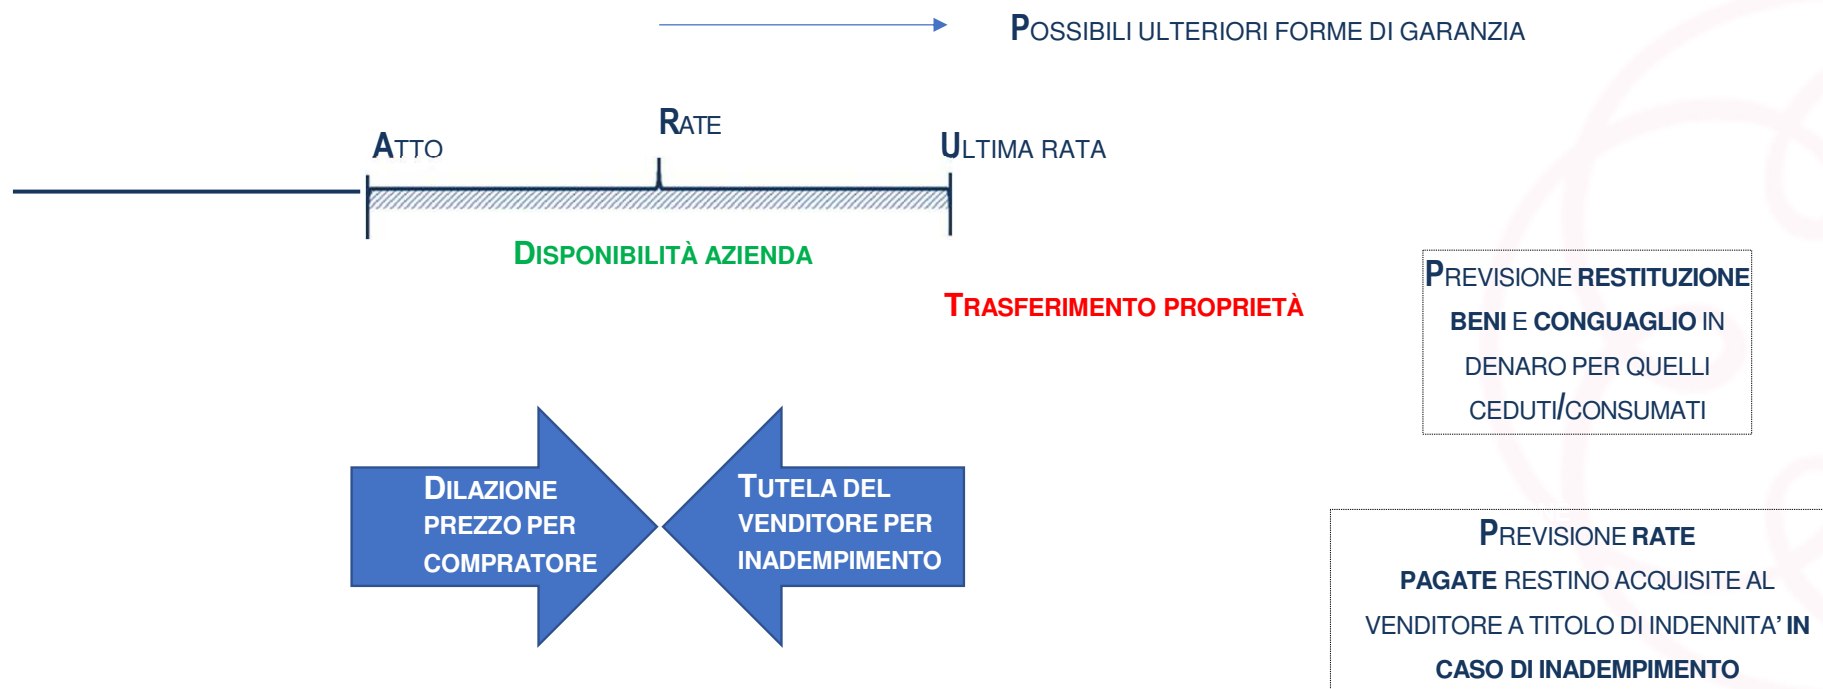 POSSIBILI ULTERIORI FORME DI GARANZIA
RATE
ATTO
ULTIMA RATA
DISPONIBILITÀ AZIENDA
TRASFERIMENTO PROPRIETÀ
PREVISIONE RESTITUZIONE
BENI E CONGUAGLIO IN
DENARO PER QUELLI
CEDUTI/CONSUMATI
DILAZIONE
PREZZO PER
COMPRATORE
TUTELA DEL
VENDITORE PER
INADEMPIMENTO
PREVISIONE RATE
PAGATE RESTINO ACQUISITE AL
VENDITORE A TITOLO DI INDENNITA' IN
CASO DI INADEMPIMENTO